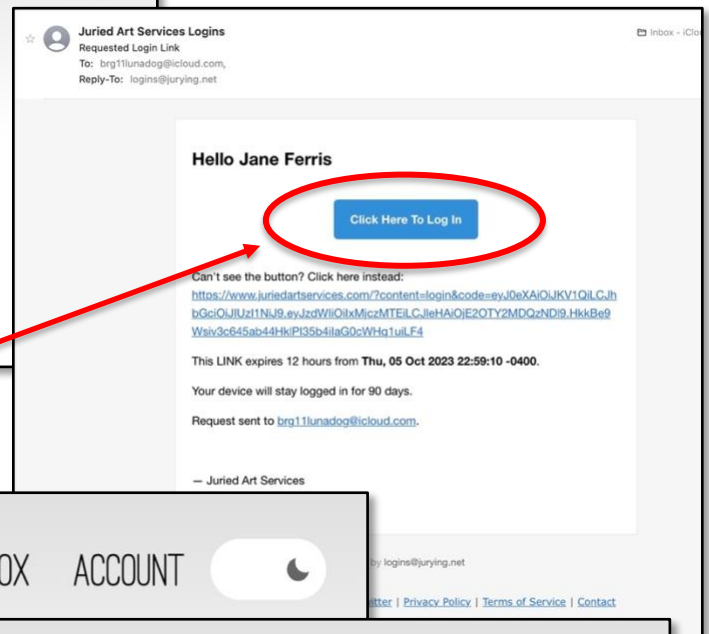 Juried Art Services Logins
Requested Login Link
To: brg11lunadog@icloud.com,
Reply-To: logins@jurying.net
Inbox -
Hello Jane Ferris
Click Here To Log In
Can't see the button? Click here instead:
https://www.juriedartservices.com/?content=login&code=eyJ0eXAiOiJKV1QiLCJh
bGciOiJIUzI1NiJ9.eyJzdWIiOiIxMjczMTEiLCJleHAiOjE2OTY2MDQzNDl9.HkkBe9
Wsiv3c645ab44HkiPl35b4ilaG0cWHq1uiLF4
This LINK expires 12 hours from Thu, 05 Oct 2023 22:59:10 -0400.
Your device will stay logged in for 90 days.
Request sent to brg11lunadog@icloud.com.
— Juried Art Services
by logins@jurying.net
| Privacy Policy | Terms of Service | Contact
ACCOUNT